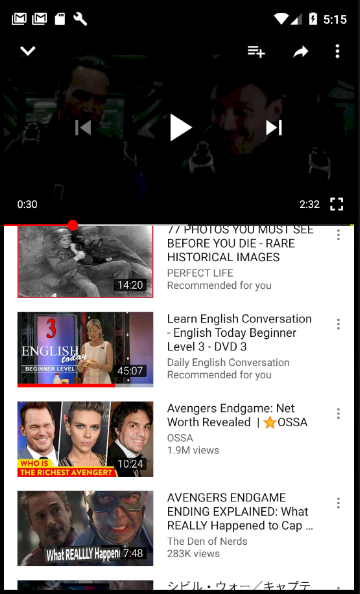 5:15
0:30
2:32
77 PHOTOS YOU MUST SEE
BEFORE YOU DIE - RARE
HISTORICAL IMAGES
PERFECT LIFE
Recommended for you
14:20
Learn English Conversation
- English Today Beginner
Level 3 - DVD 3
Daily English Conversation
Recommended for you
3
ENGLISH
today
BEGINNER LEVEL
45:07
Avengers Endgame: Net
Worth Revealed | ⭐OSSA
OSSA
1.9M views
WHO IS
THE RICHEST AVENGER?
10:24
AVENGERS ENDGAME
ENDING EXPLAINED: What
REALLY Happened to Cap ...
The Den of Nerds
283K views
What REALLLY Happen
7:48
シビル・ウォー／キャプテ